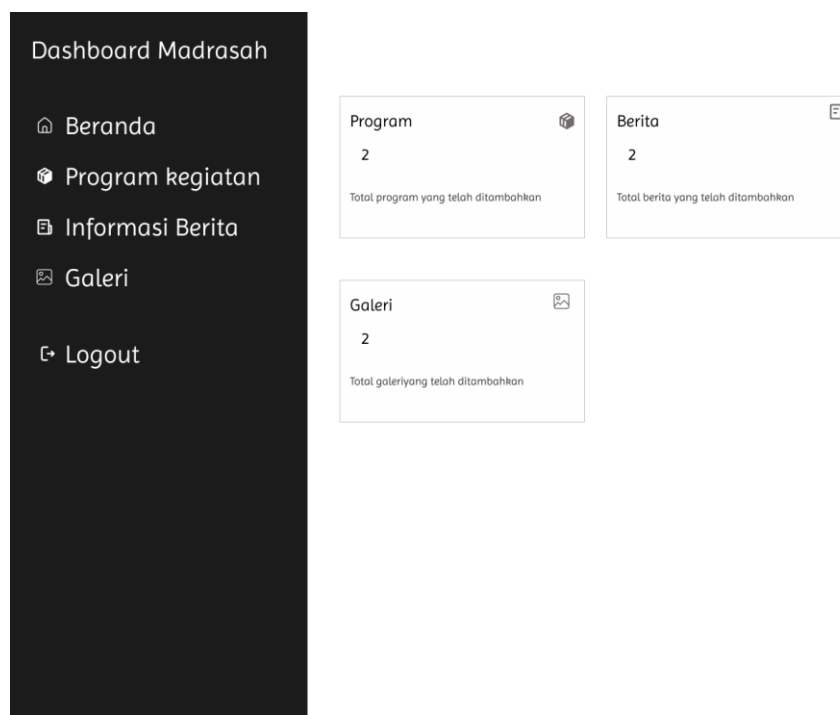 Dashboard Madrasah
Beranda
Program kegiatan
Informasi Berita
Galeri
Logout
Program
2
Total program yang telah ditambahkan
Berita
2
Total berita yang telah ditambahkan
Galeri
2
Total galeriyang telah ditambahkan